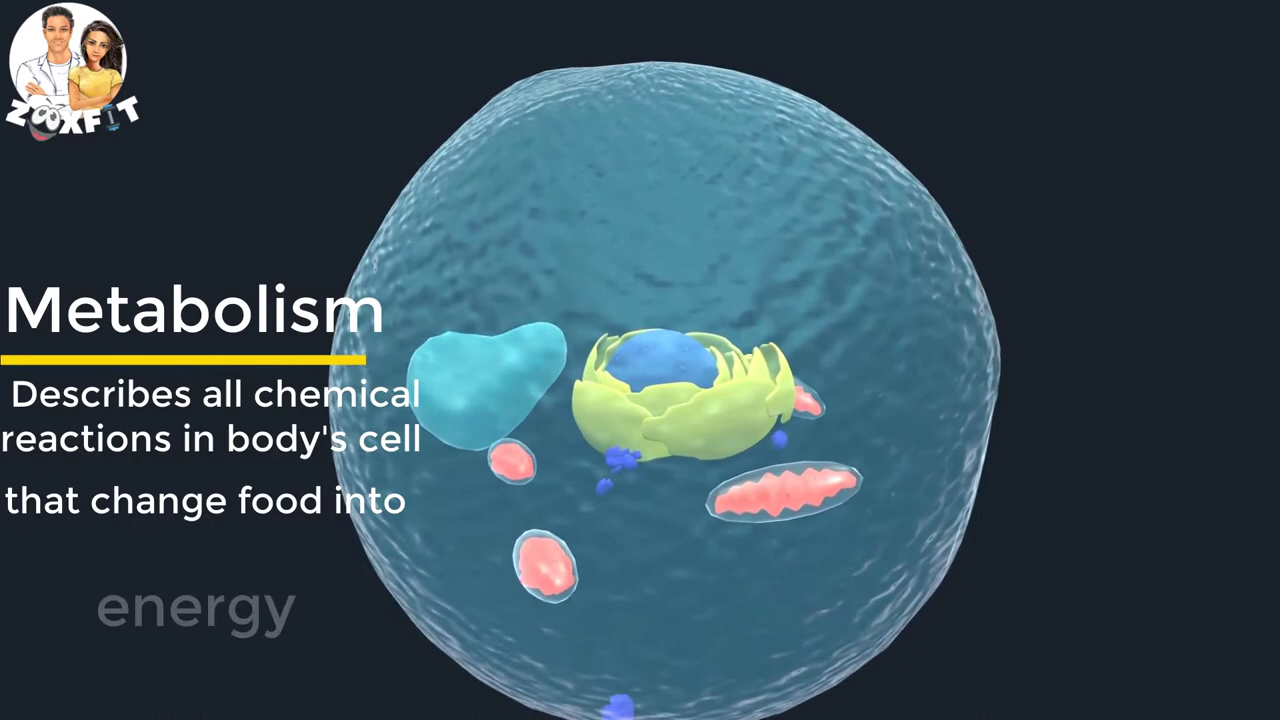 ZOOXFIT
Metabolism
Describes all chemical
reactions in body's cell
that change food into
energy